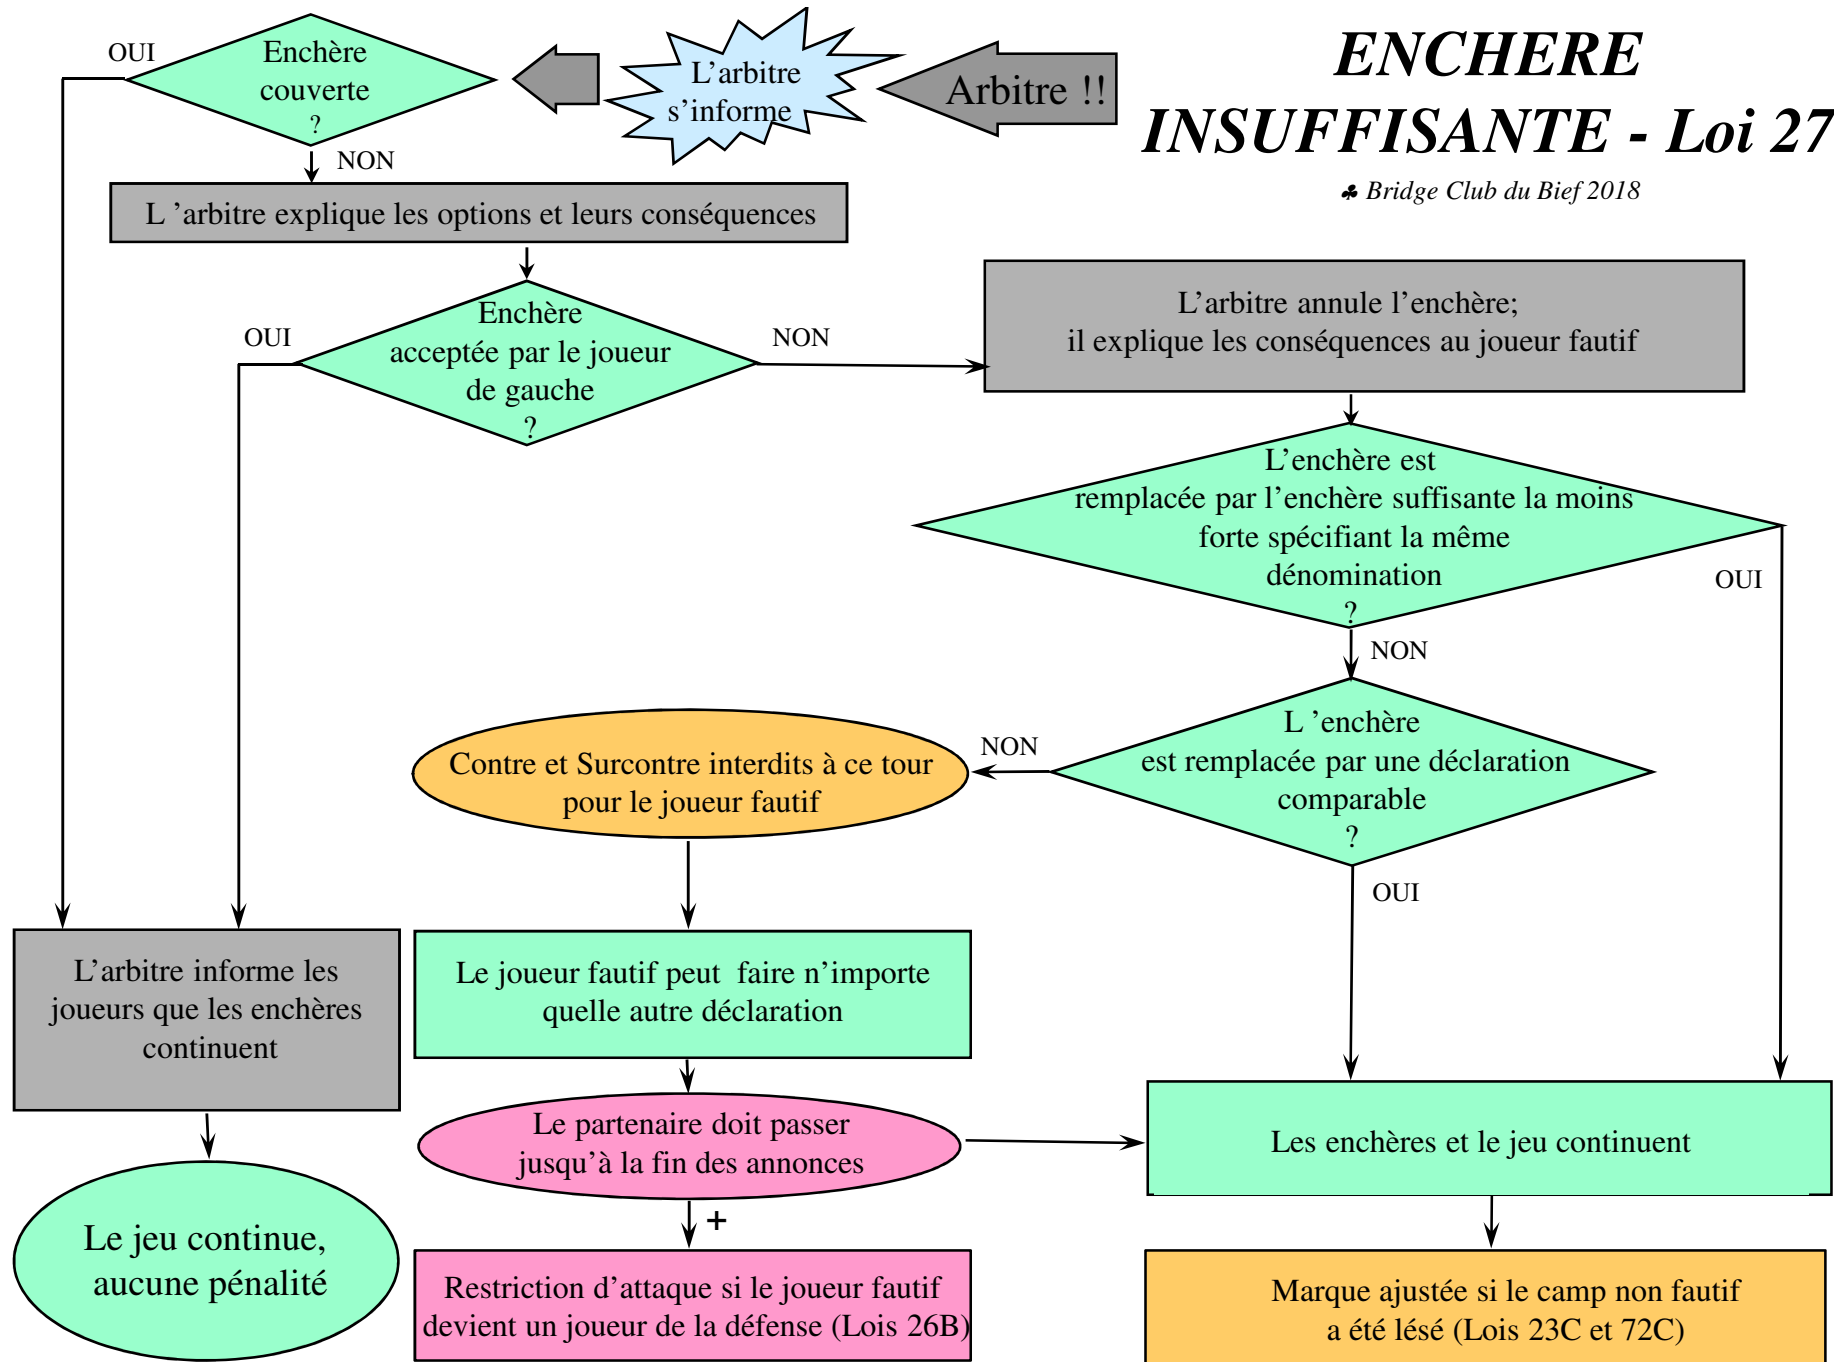 ENCHERE
INSUFFISANTE - Loi 27
♣ Bridge Club du Bief 2018
Arbitre !!
L’arbitre
s’informe
OUI
Enchère
couverte
?
NON
L ’arbitre explique les options et leurs conséquences
OUI
Enchère
acceptée par le joueur
de gauche
?
NON
L’arbitre annule l’enchère;
il explique les conséquences au joueur fautif
L’enchère est
remplacée par l’enchère suffisante la moins
forte spécifiant la même
dénomination
?
OUI
NON
L ’enchère
est remplacée par une déclaration
comparable
?
NON
OUI
Contre et Surcontre interdits à ce tour
pour le joueur fautif
L’arbitre informe les
joueurs que les enchères
continuent
Le joueur fautif peut  faire n’importe
quelle autre déclaration
Le partenaire doit passer
jusqu’à la fin des annonces
Les enchères et le jeu continuent
+
Le jeu continue,
aucune pénalité
Restriction d’attaque si le joueur fautif
devient un joueur de la défense (Lois 26B)
Marque ajustée si le camp non fautif
a été lésé (Lois 23C et 72C)